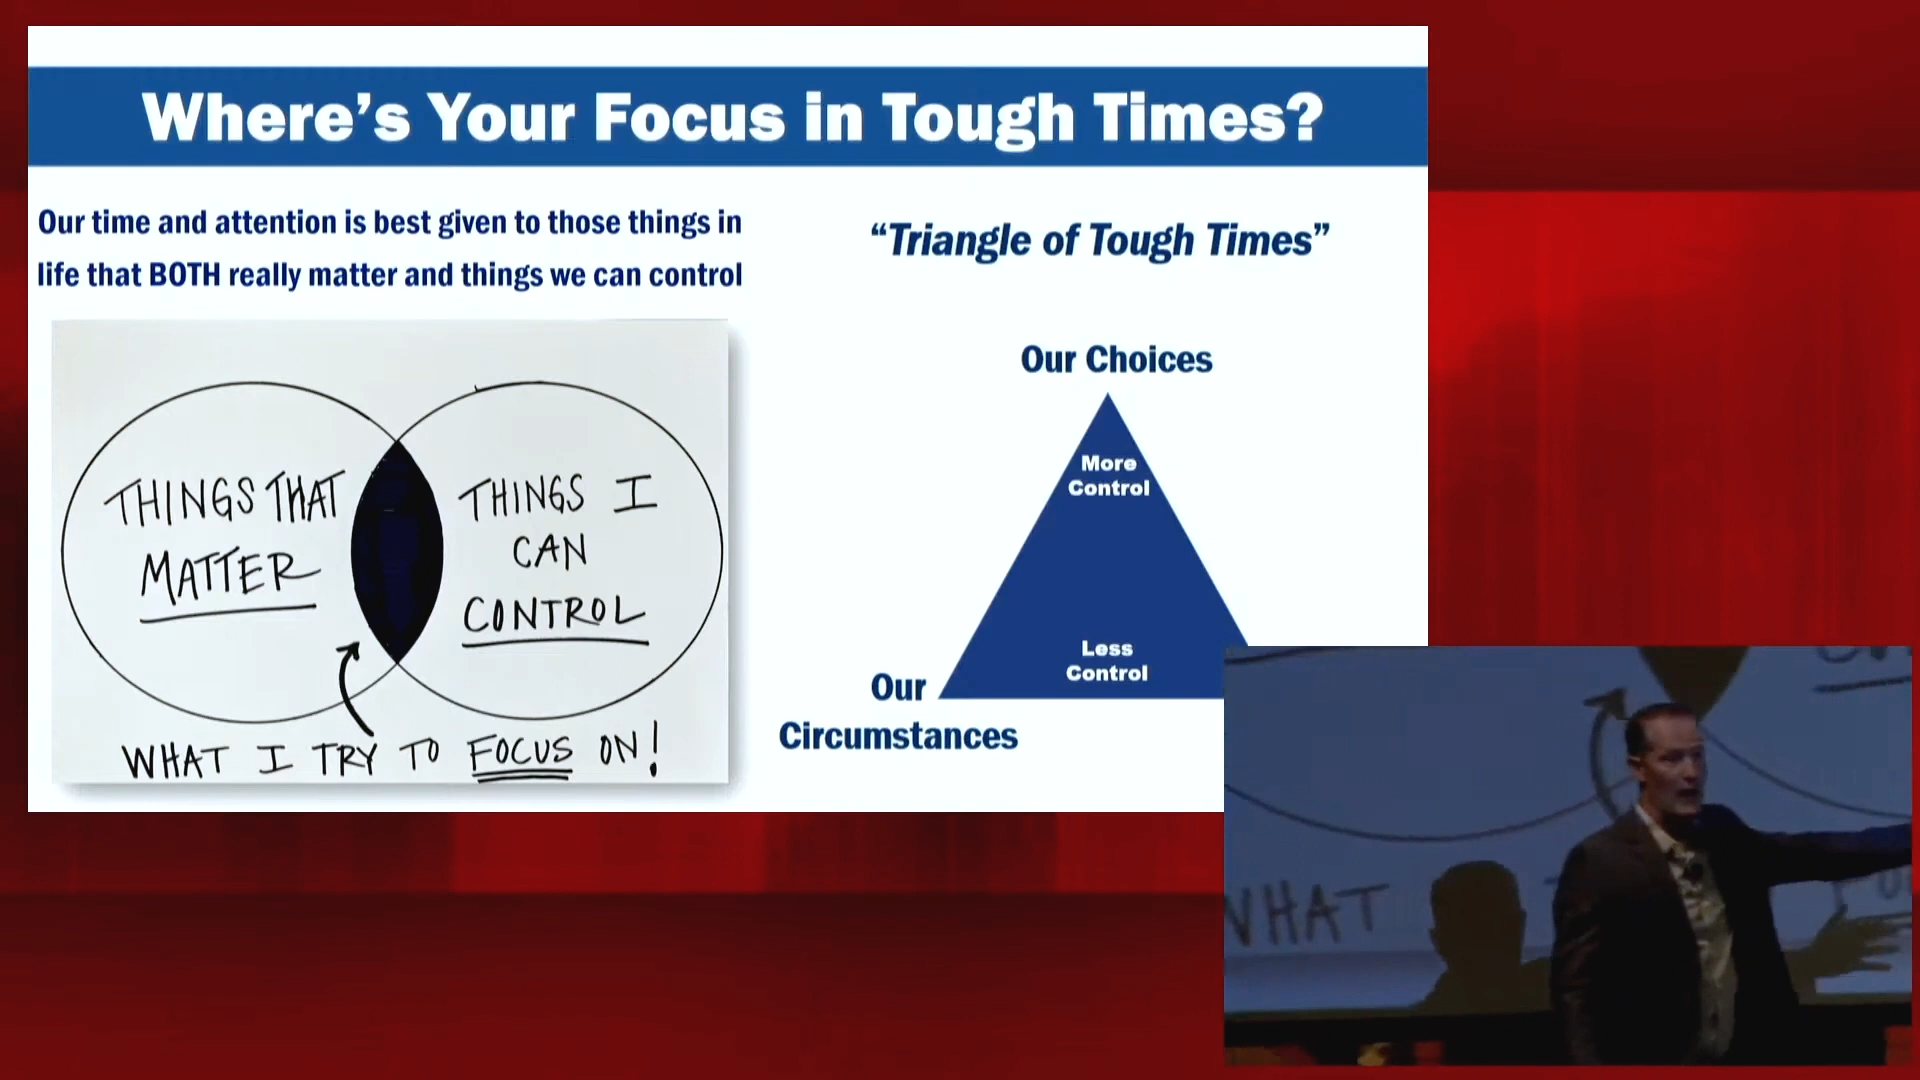 Where's Your Focus in Tough Times?
Our time and attention is best given to those things in
life that BOTH really matter and things we can control
THINGS THAT
MATTER
THINGS I
CAN
CONTROL
WHAT I TRY TO FOCUS ON!
“Triangle of Tough Times”
Our Choices
More
Control
Less
Control
Our
Circumstances
WHAT